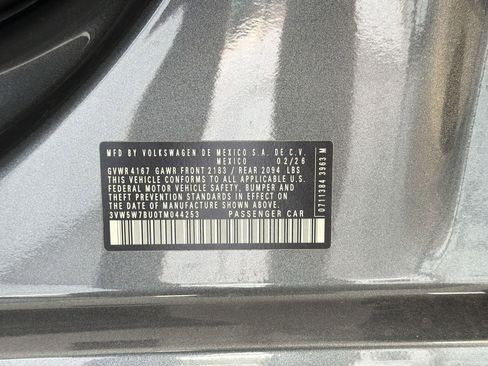 MFD BY VOLKSWAGEN DE MEXICO S.A. DE C.V.
MEXICO 02/26
GVWR 4167 GAWR FRONT 2183 / REAR 2094 LBS
THIS VEHICLE CONFORMS TO ALL APPLICABLE U.S.
FEDERAL MOTOR VEHICLE SAFETY, BUMPER AND
THEFT PREVENTION STANDARDS IN EFFECT ON THE
DATE OF MANUFACTURE SHOWN ABOVE.
3VW5W7BU0TM044253 PASSENGER CAR
0711384 3963 M